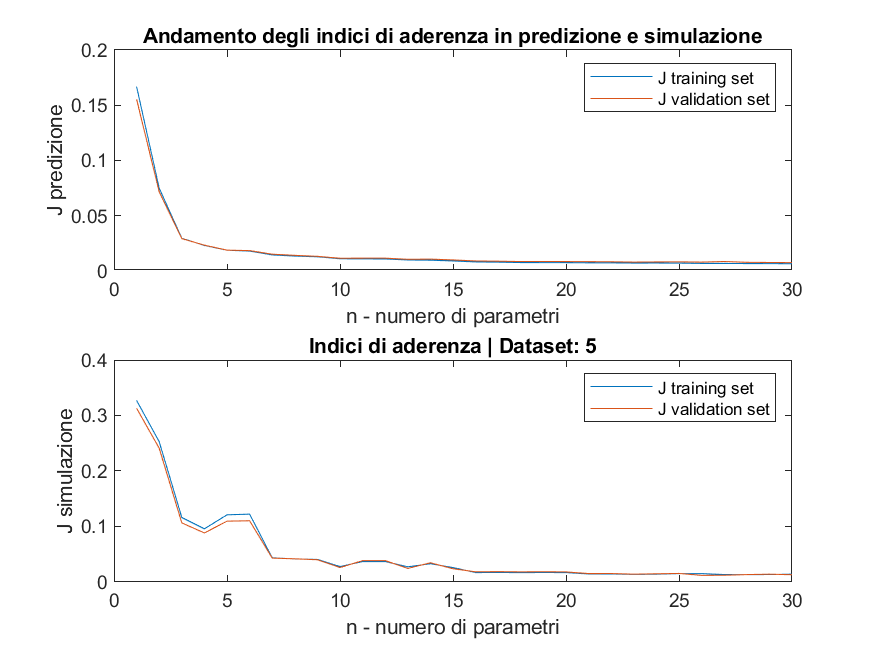 Andamento degli indici di aderenza in predizione e simulazione
0.2
0.15
0.1
0.05
0
J predizione
J training set
J validation set
0 5 10 15 20 25 30
n - numero di parametri
Indici di aderenza | Dataset: 5
0.4
0.3
0.2
0.1
0
J simulazione
J training set
J validation set
0 5 10 15 20 25 30
n - numero di parametri